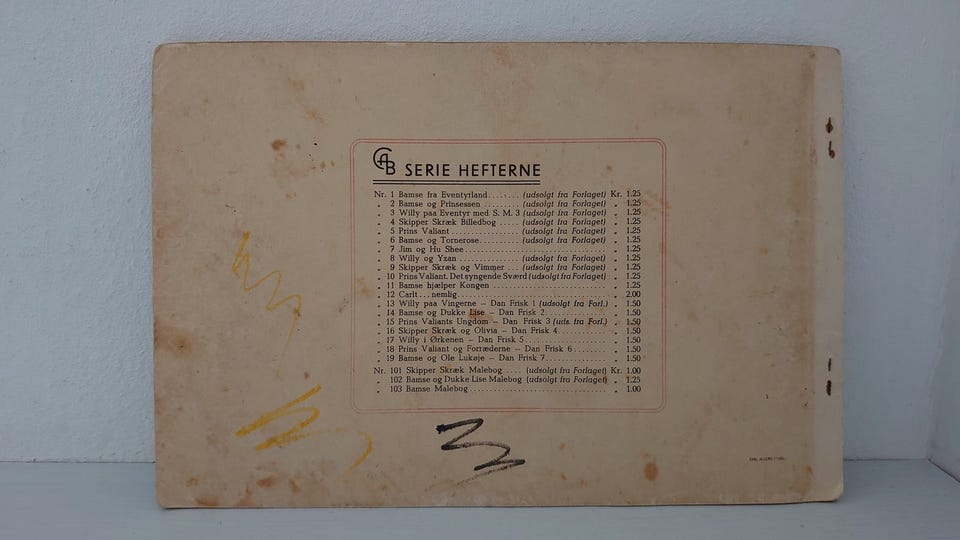 CAB SERIE HEFTERNE
Nr. 1 Bamse fra Eventyrland...... (udsolgt fra Forlaget) Kr. 1.25
„ 2 Bamse og Prinsessen ......... (udsolgt fra Forlaget) „ 1.25
„ 3 Willy paa Eventyr med S. M. 3 (udsolgt fra Forlaget) „ 1.25
„ 4 Skipper Skræk Billedbog ..... (udsolgt fra Forlaget) „ 1.25
„ 5 Prins Valiant ............... (udsolgt fra Forlaget) „ 1.25
„ 6 Bamse og Tornerose........... (udsolgt fra Forlaget) „ 1.25
„ 7 Jim og Hu Shee............................... „ 1.25
„ 8 Willy og Yzan ............... (udsolgt fra Forlaget) „ 1.25
„ 9 Skipper Skræk og Vimmer ... (udsolgt fra Forlaget) „ 1.25
„ 10 Prins Valiant. Det syngende Sværd (udsolgt fra Forlaget) „ 1.25
„ 11 Bamse hjælper Kongen ........................ „ 1.25
„ 12 Carlt... nemlig............................... „ 2.00
„ 13 Willy paa Vingerne – Dan Frisk 1 (udsolgt fra Forl.) „ 1.50
„ 14 Bamse og Dukke Lise – Dan Frisk 2............ „ 1.50
„ 15 Prins Valiants Ungdom – Dan Frisk 3 (uds. fra Forl.) „ 1.50
„ 16 Skipper Skræk og Olivia – Dan Frisk 4.......... „ 1.50
„ 17 Willy i Ørkenen – Dan Frisk 5................. „ 1.50
„ 18 Prins Valiant og Forræderne – Dan Frisk 6....... „ 1.50
„ 19 Bamse og Ole Lukøje – Dan Frisk 7............ „ 1.50
Nr. 101 Skipper Skræk Malebog..... (udsolgt fra Forlaget) Kr. 1.00
„ 102 Bamse og Dukke Lise Malebog (udsolgt fra Forlaget) „ 1.25
„ 103 Bamse Malebog ............................... „ 1.00